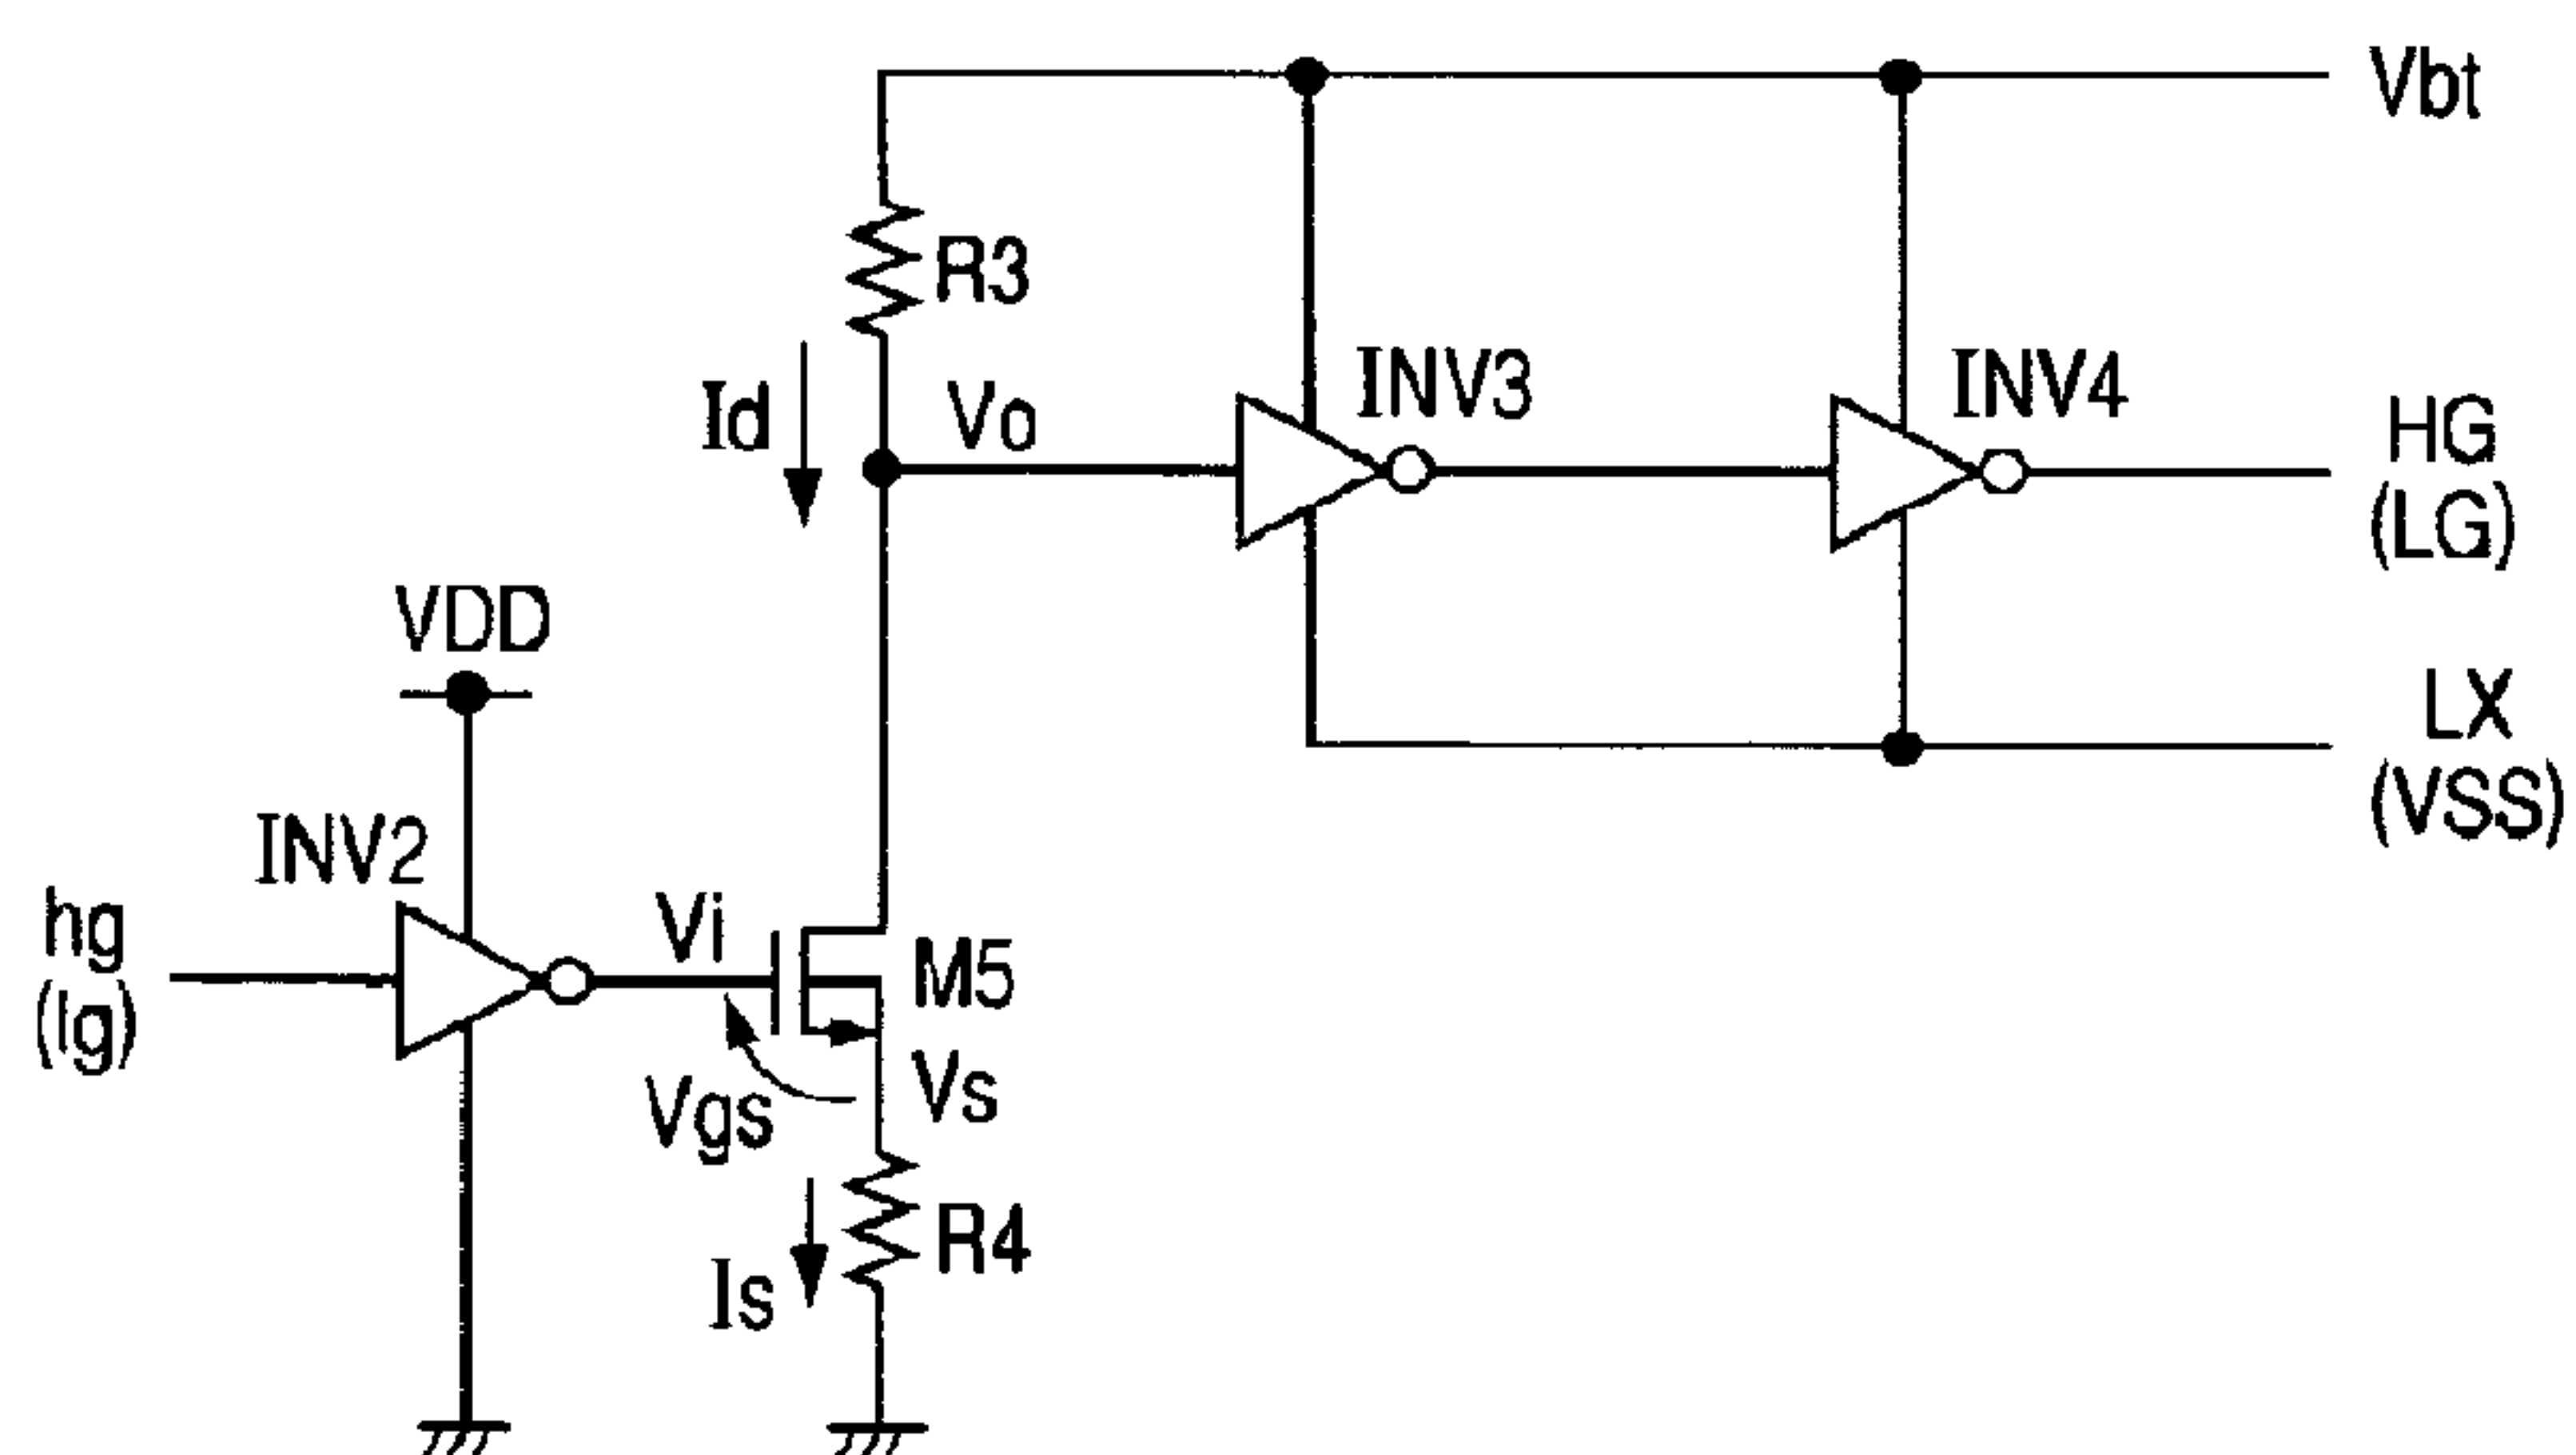 Vbt
R3
INV3
INV4
Id
Vo
HG
(LG)
VDD
LX
(VSS)
INV2
hg
(lg)
Vi
M5
Vgs
Vs
Is
R4